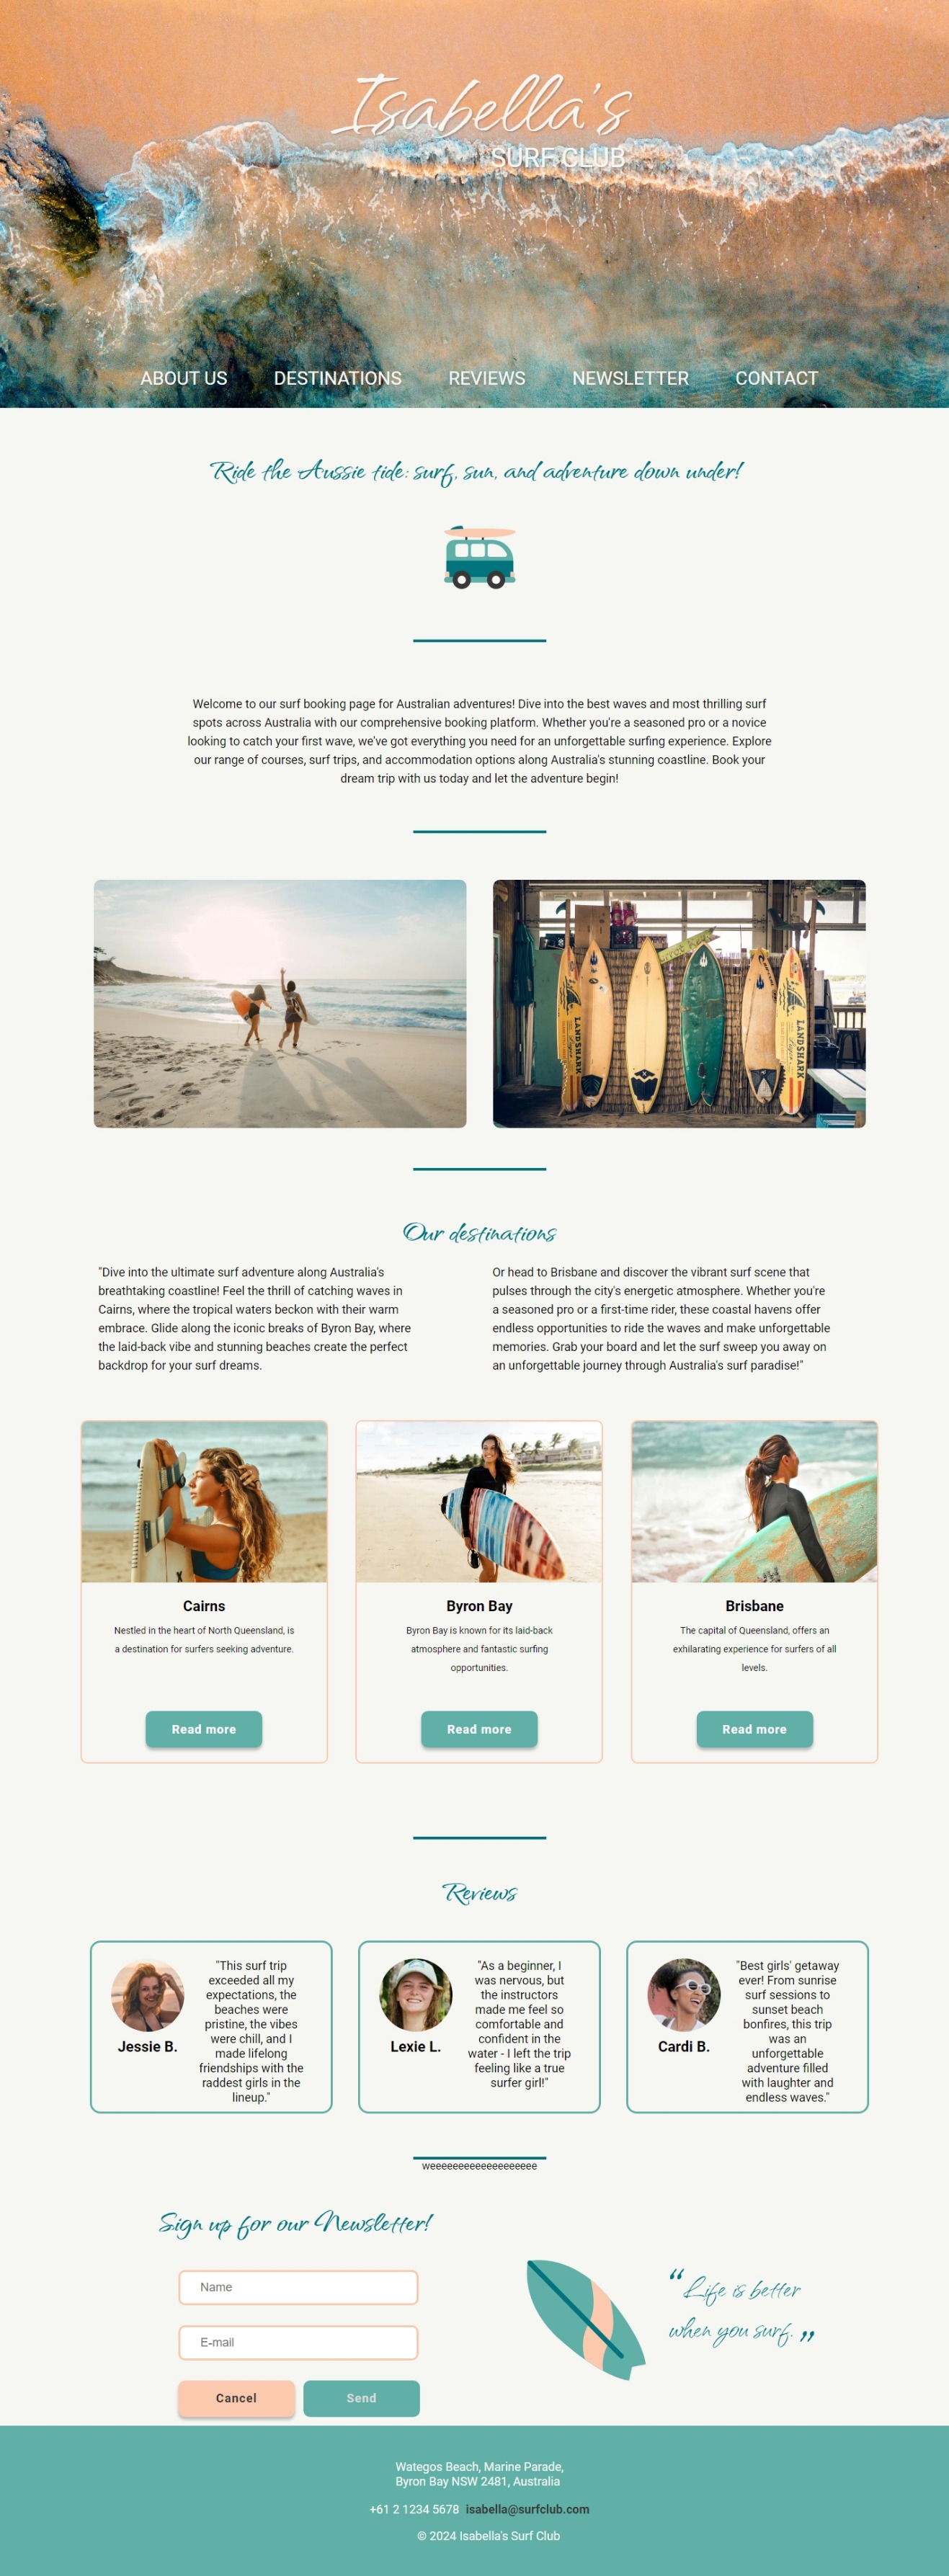 Isabella's
SURF CLUB
ABOUT US DESTINATIONS REVIEWS NEWSLETTER CONTACT
Ride the Aussie tide: surf, sun, and adventure down under!
Welcome to our surf booking page for Australian adventures! Dive into the best waves and most thrilling surf
spots across Australia with our comprehensive booking platform. Whether you're a seasoned pro or a novice
looking to catch your first wave, we've got everything you need for an unforgettable surfing experience. Explore
our range of courses, surf trips, and accommodation options along Australia's stunning coastline. Book your
dream trip with us today and let the adventure begin!
LANDSHARK
LANDSHARK
Our destinations
"Dive into the ultimate surf adventure along Australia's
breathtaking coastline! Feel the thrill of catching waves in
Cairns, where the tropical waters beckon with their warm
embrace. Glide along the iconic breaks of Byron Bay, where
the laid-back vibe and stunning beaches create the perfect
backdrop for your surf dreams.
Or head to Brisbane and discover the vibrant surf scene that
pulses through the city's energetic atmosphere. Whether you're
a seasoned pro or a first-time rider, these coastal havens offer
endless opportunities to ride the waves and make unforgettable
memories. Grab your board and let the surf sweep you away on
an unforgettable journey through Australia's surf paradise!"
Cairns
Nestled in the heart of North Queensland, is
a destination for surfers seeking adventure.
Read more
Byron Bay
Byron Bay is known for its laid-back
atmosphere and fantastic surfing
opportunities.
Read more
Brisbane
The capital of Queensland, offers an
exhilarating experience for surfers of all
levels.
Read more
Reviews
Jessie B.
"This surf trip
exceeded all my
expectations, the
beaches were
pristine, the vibes
were chill, and I
made lifelong
friendships with the
raddest girls in the
lineup."
Lexie L.
"As a beginner, I
was nervous, but
the instructors
made me feel so
comfortable and
confident in the
water - I left the trip
feeling like a true
surfer girl!"
Cardi B.
"Best girls' getaway
ever! From sunrise
surf sessions to
sunset beach
bonfires, this trip
was an
unforgettable
adventure filled
with laughter and
endless waves."
weeeeeeeeeeeeeeeeeee
Sign up for our Newsletter!
Name
E-mail
Cancel Send
“Life is better
when you surf.”
Wategos Beach, Marine Parade,
Byron Bay NSW 2481, Australia
+61 2 1234 5678 isabella@surfclub.com
© 2024 Isabella's Surf Club